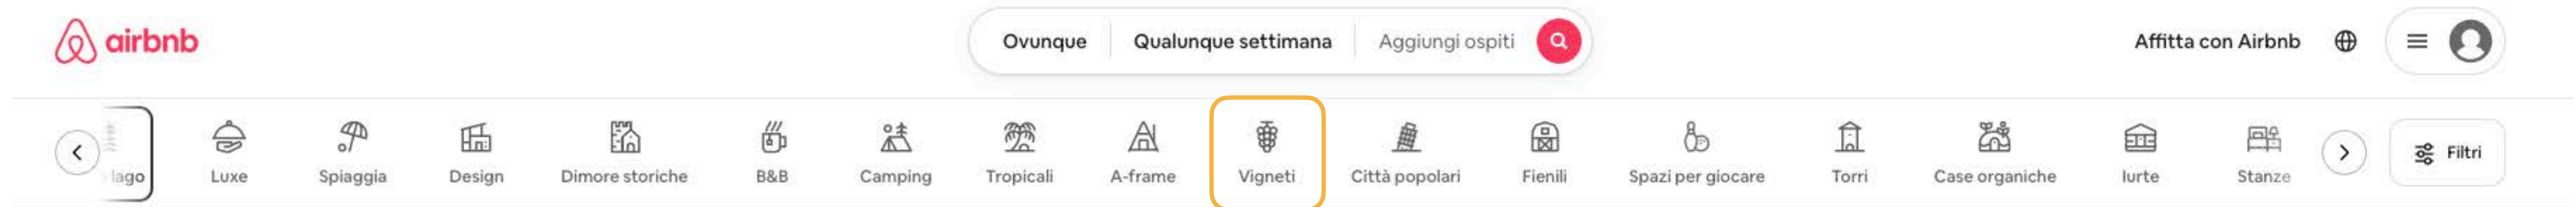 airbnb
Ovunque Qualunque settimana Aggiungi ospiti
Affitta con Airbnb
lago Luxe Spiaggia Design Dimore storiche B&B Camping Tropicali A-frame Vigneti Città popolari Fienili Spazi per giocare Torri Case organiche Iurte Stanze
Filtri